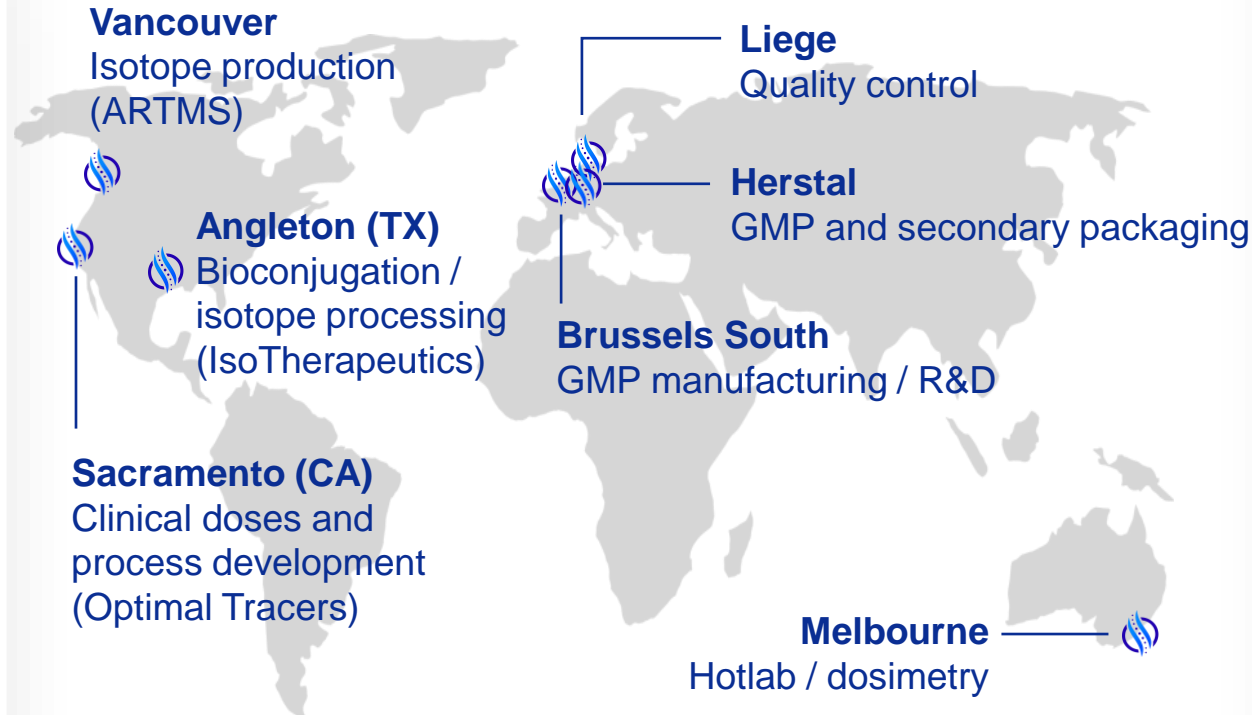 Vancouver
Isotope production
(ARTMS)
Liege
Quality control
Herstal
GMP and secondary packaging
Angleton (TX)
Bioconjugation /
isotope processing
(IsoTherapeutics)
Brussels South
GMP manufacturing / R&D
Sacramento (CA)
Clinical doses and
process development
(Optimal Tracers)
Melbourne
Hotlab / dosimetry